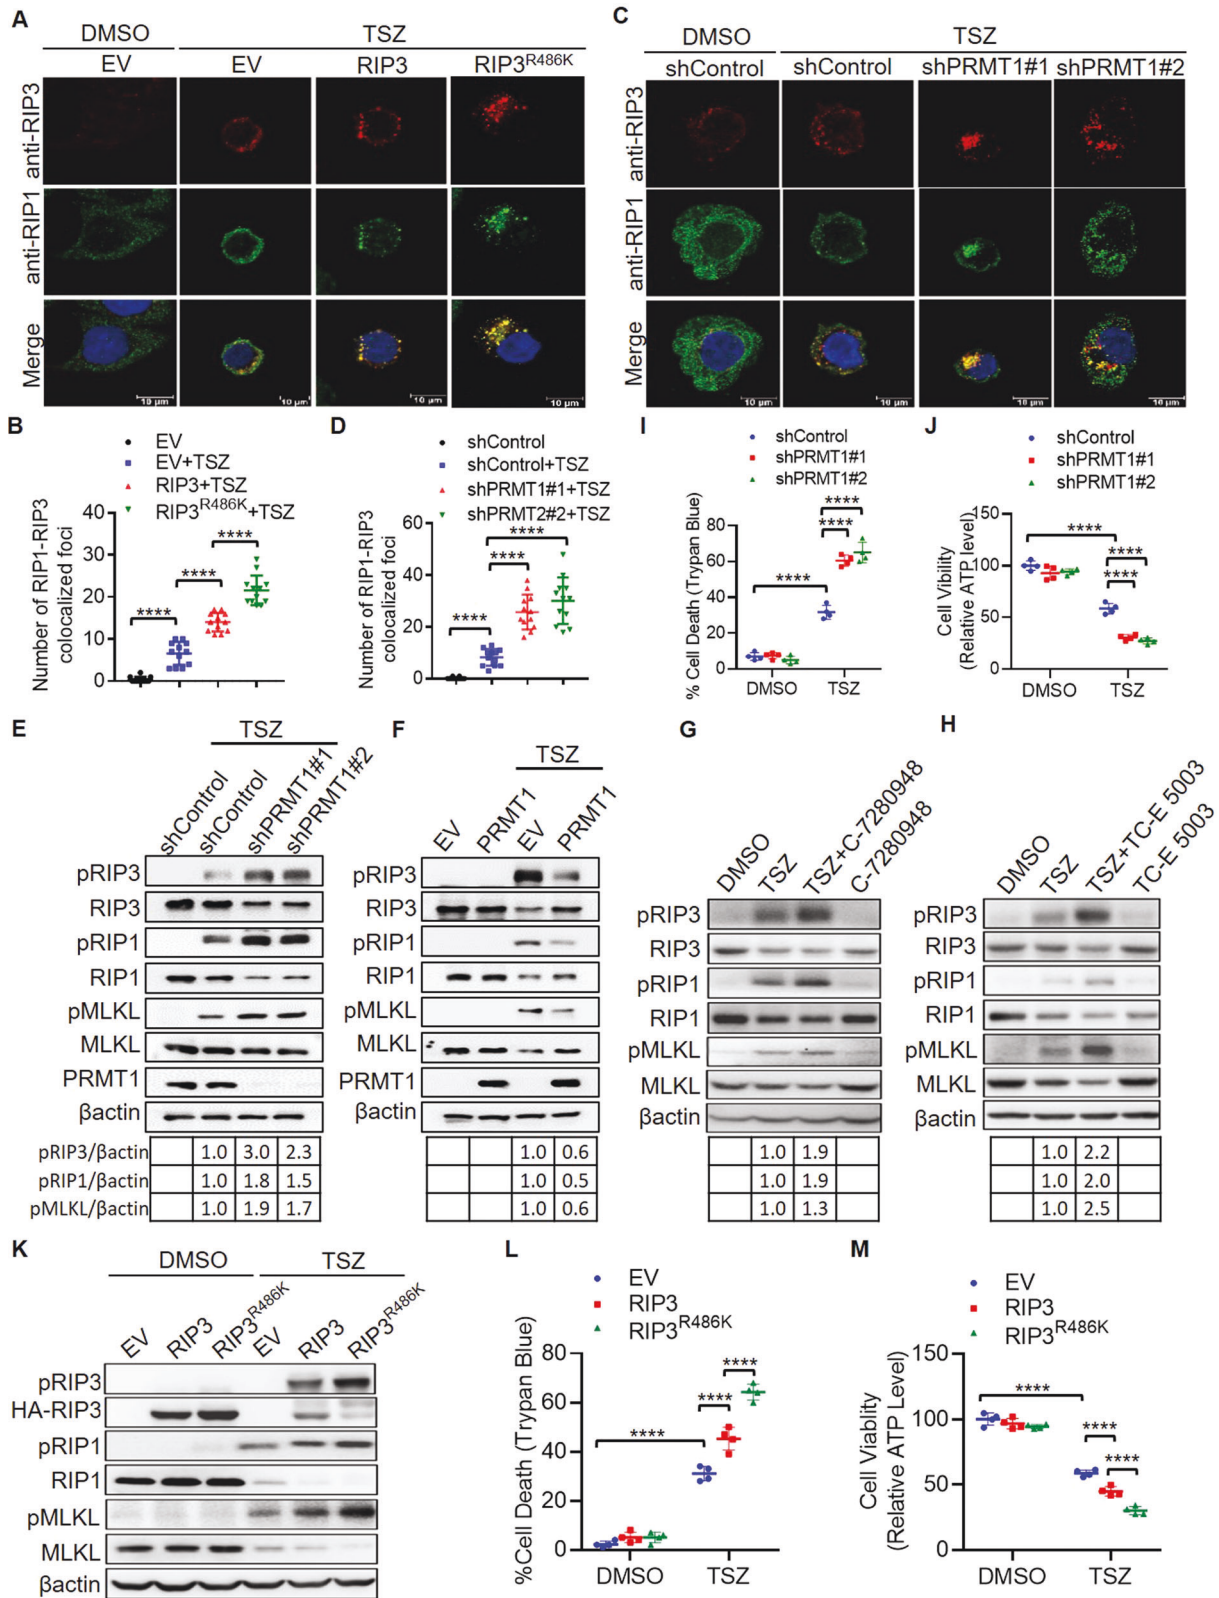 A
DMSO
TSZ
EV
EV
RIP3
RIP3R486K
anti-RIP3
anti-RIP1
Merge
10 μm
10 μm
10 μm
10 μm
C
DMSO
TSZ
shControl
shControl
shPRMT1#1
shPRMT1#2
anti-RIP3
anti-RIP1
Merge
10 μm
10 μm
10 μm
10 μm
B
EV
EV+TSZ
RIP3+TSZ
RIP3R486K+TSZ
Number of RIP1-RIP3
colocalized foci
40
30
20
10
0
****
****
****
D
shControl
shControl+TSZ
shPRMT1#1+TSZ
shPRMT2#2+TSZ
Number of RIP1-RIP3
colocalized foci
60
40
20
0
****
****
****
I
shControl
shPRMT1#1
shPRMT1#2
% Cell Death (Trypan Blue)
80
60
40
20
0
****
****
****
DMSO
TSZ
J
shControl
shPRMT1#1
shPRMT1#2
Cell Vibility
(Relative ATP level)
150
100
50
0
****
****
****
DMSO
TSZ
E
TSZ
shControl
shControl
shPRMT1#1
shPRMT1#2
pRIP3
RIP3
pRIP1
RIP1
pMLKL
MLKL
PRMT1
βactin
pRIP3/βactin 1.0 3.0 2.3
pRIP1/βactin 1.0 1.8 1.5
pMLKL/βactin 1.0 1.9 1.7
F
TSZ
EV
PRMT1
EV
PRMT1
pRIP3
RIP3
pRIP1
RIP1
pMLKL
MLKL
PRMT1
βactin
1.0 0.6
1.0 0.5
1.0 0.6
G
DMSO
TSZ
TSZ+C-7280948
C-7280948
pRIP3
RIP3
pRIP1
RIP1
pMLKL
MLKL
βactin
1.0 1.9
1.0 1.9
1.0 1.3
H
DMSO
TSZ
TSZ+TC-E 5003
TC-E 5003
pRIP3
RIP3
pRIP1
RIP1
pMLKL
MLKL
βactin
1.0 2.2
1.0 2.0
1.0 2.5
K
DMSO
TSZ
EV
RIP3
RIP3R486K
EV
RIP3
RIP3R486K
pRIP3
HA-RIP3
pRIP1
RIP1
pMLKL
MLKL
βactin
L
EV
RIP3
RIP3R486K
%Cell Death (Trypan Blue)
80
60
40
20
0
****
****
****
DMSO
TSZ
M
EV
RIP3
RIP3R486K
Cell Viablity
(Relative ATP Level)
150
100
50
0
****
****
****
DMSO
TSZ